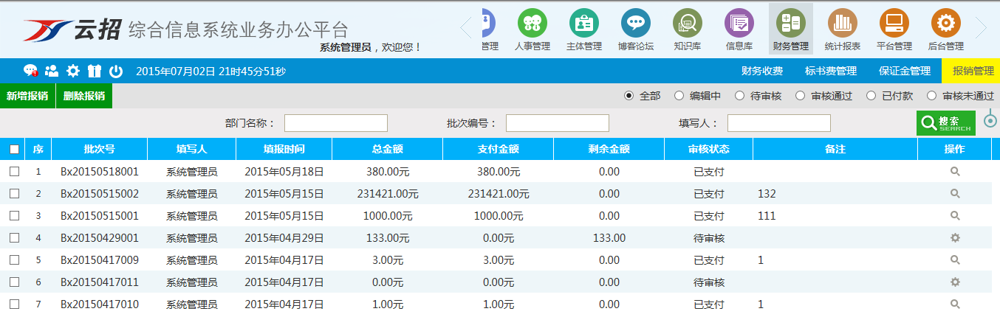 云招 综合信息系统业务办公平台
系统管理员，欢迎您！
管理 人事管理 主体管理 博客论坛 知识库 信息库 财务管理 统计报表 平台管理 后台管理
2015年07月02日 21时45分51秒 财务收费 标书费管理 保证金管理 报销管理
新增报销 删除报销 全部 编辑中 待审核 审核通过 已付款 审核未通过
部门名称： 批次编号： 填写人： 搜索 SEARCH
序 批次号 填写人 填报时间 总金额 支付金额 剩余金额 审核状态 备注 操作
1 Bx20150518001 系统管理员 2015年05月18日 380.00元 380.00元 0.00 已支付
2 Bx20150515002 系统管理员 2015年05月15日 231421.00元 231421.00元 0.00 已支付 132
3 Bx20150515001 系统管理员 2015年05月15日 1000.00元 1000.00元 0.00 已支付 111
4 Bx20150429001 系统管理员 2015年04月29日 133.00元 0.00元 133.00 待审核
5 Bx20150417009 系统管理员 2015年04月17日 3.00元 3.00元 0.00 已支付 1
6 Bx20150417011 系统管理员 2015年04月17日 0.00元 0.00元 0.00 待审核
7 Bx20150417010 系统管理员 2015年04月17日 1.00元 1.00元 0.00 已支付 1